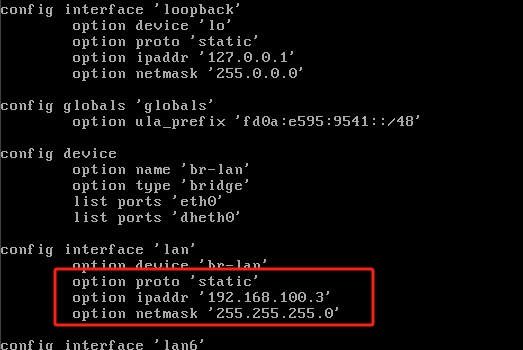 config interface 'loopback'
option device 'lo'
option proto 'static'
option ipaddr '127.0.0.1'
option netmask '255.0.0.0'
config globals 'globals'
option ula_prefix 'fd0a:e595:9541::/48'
config device
option name 'br-lan'
option type 'bridge'
list ports 'eth0'
list ports 'dheth0'
config interface 'lan'
option device 'br-lan'
option proto 'static'
option ipaddr '192.168.100.3'
option netmask '255.255.255.0'
config interface 'lan6'